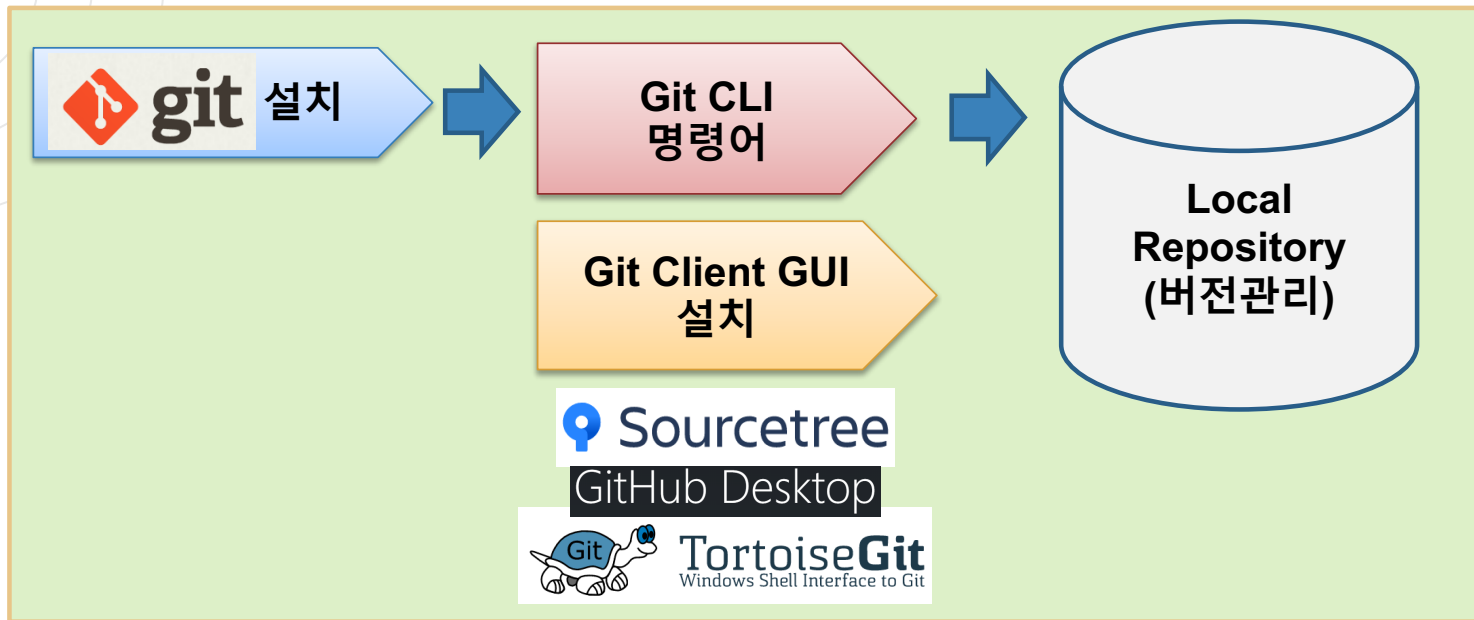 git 설치
Git CLI
명령어
Local
Repository
(버전관리)
Git Client GUI
설치
Sourcetree
GitHub Desktop
Git
TortoiseGit
Windows Shell Interface to Git